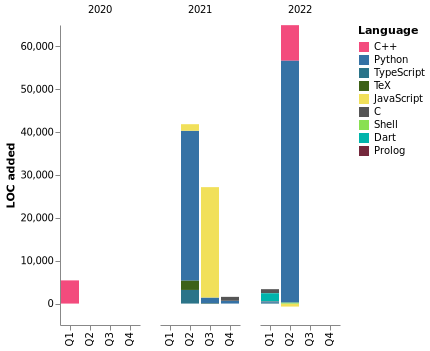 2020 2021 2022
Language
C++
Python
TypeScript
TeX
JavaScript
C
Shell
Dart
Prolog
LOC added
60,000
50,000
40,000
30,000
20,000
10,000
0
Q1 Q2 Q3 Q4 Q1 Q2 Q3 Q4 Q1 Q2 Q3 Q4